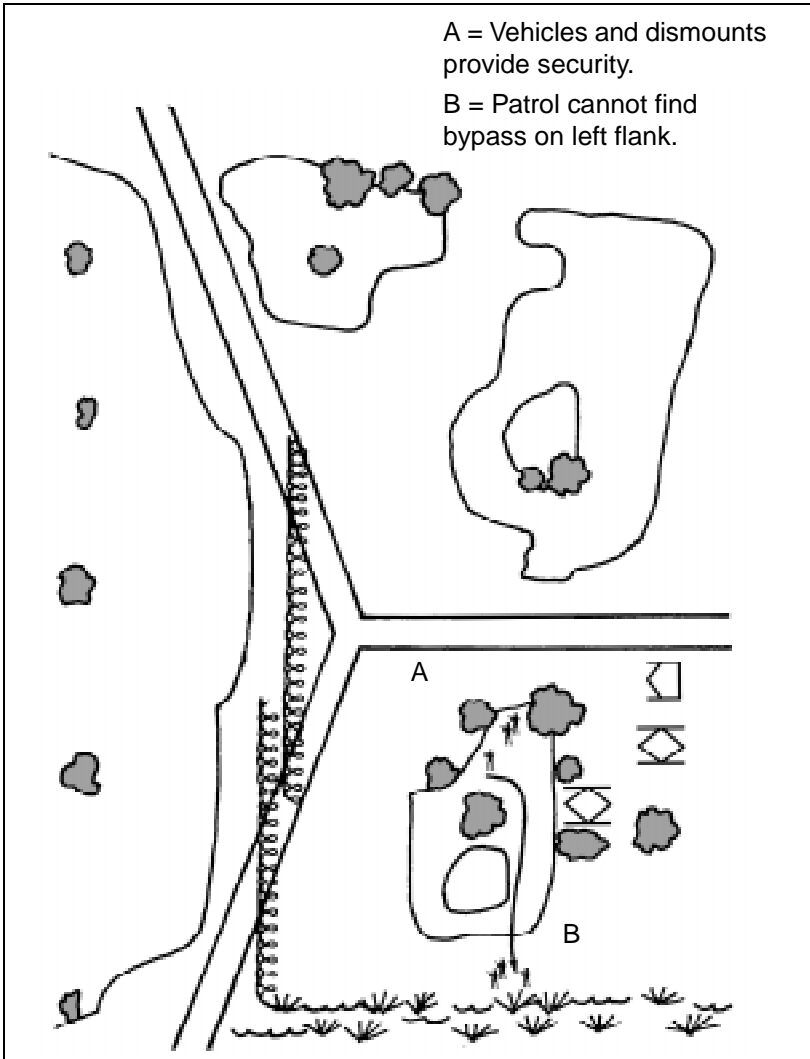 A = Vehicles and dismounts
provide security.
B = Patrol cannot find
bypass on left flank.
A
B